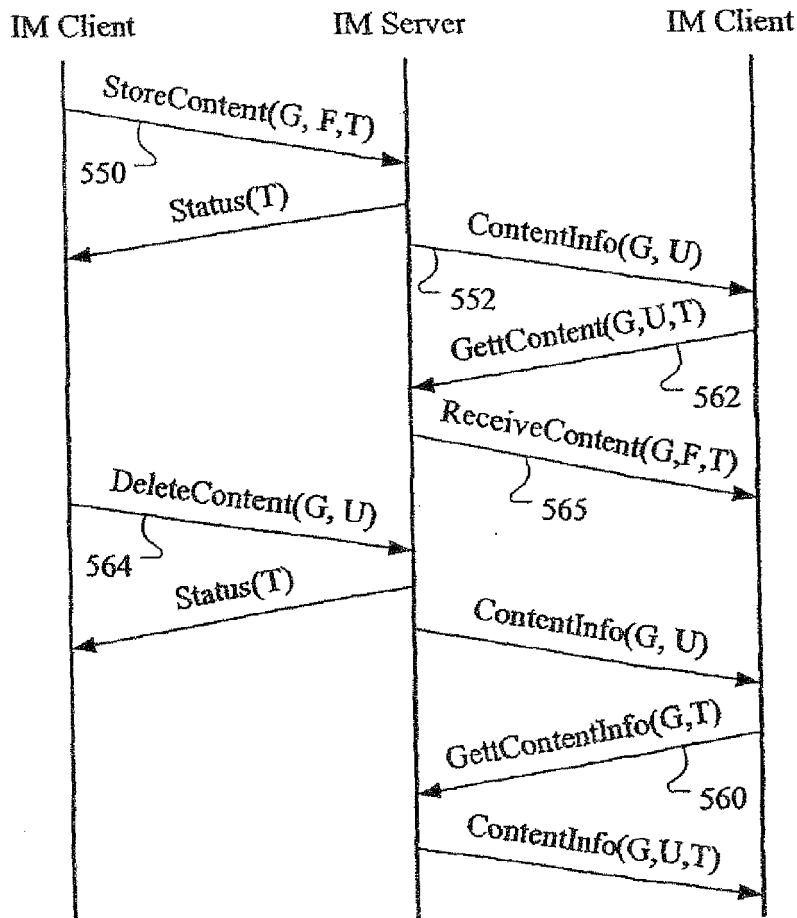 IM Client
IM Server
IM Client
StoreContent(G, F,T)
550
Status(T)
ContentInfo(G, U)
552
GettContent(G,U,T)
562
ReceiveContent(G,F,T)
565
DeleteContent(G, U)
564
Status(T)
ContentInfo(G, U)
GettContentInfo(G,T)
560
ContentInfo(G,U,T)